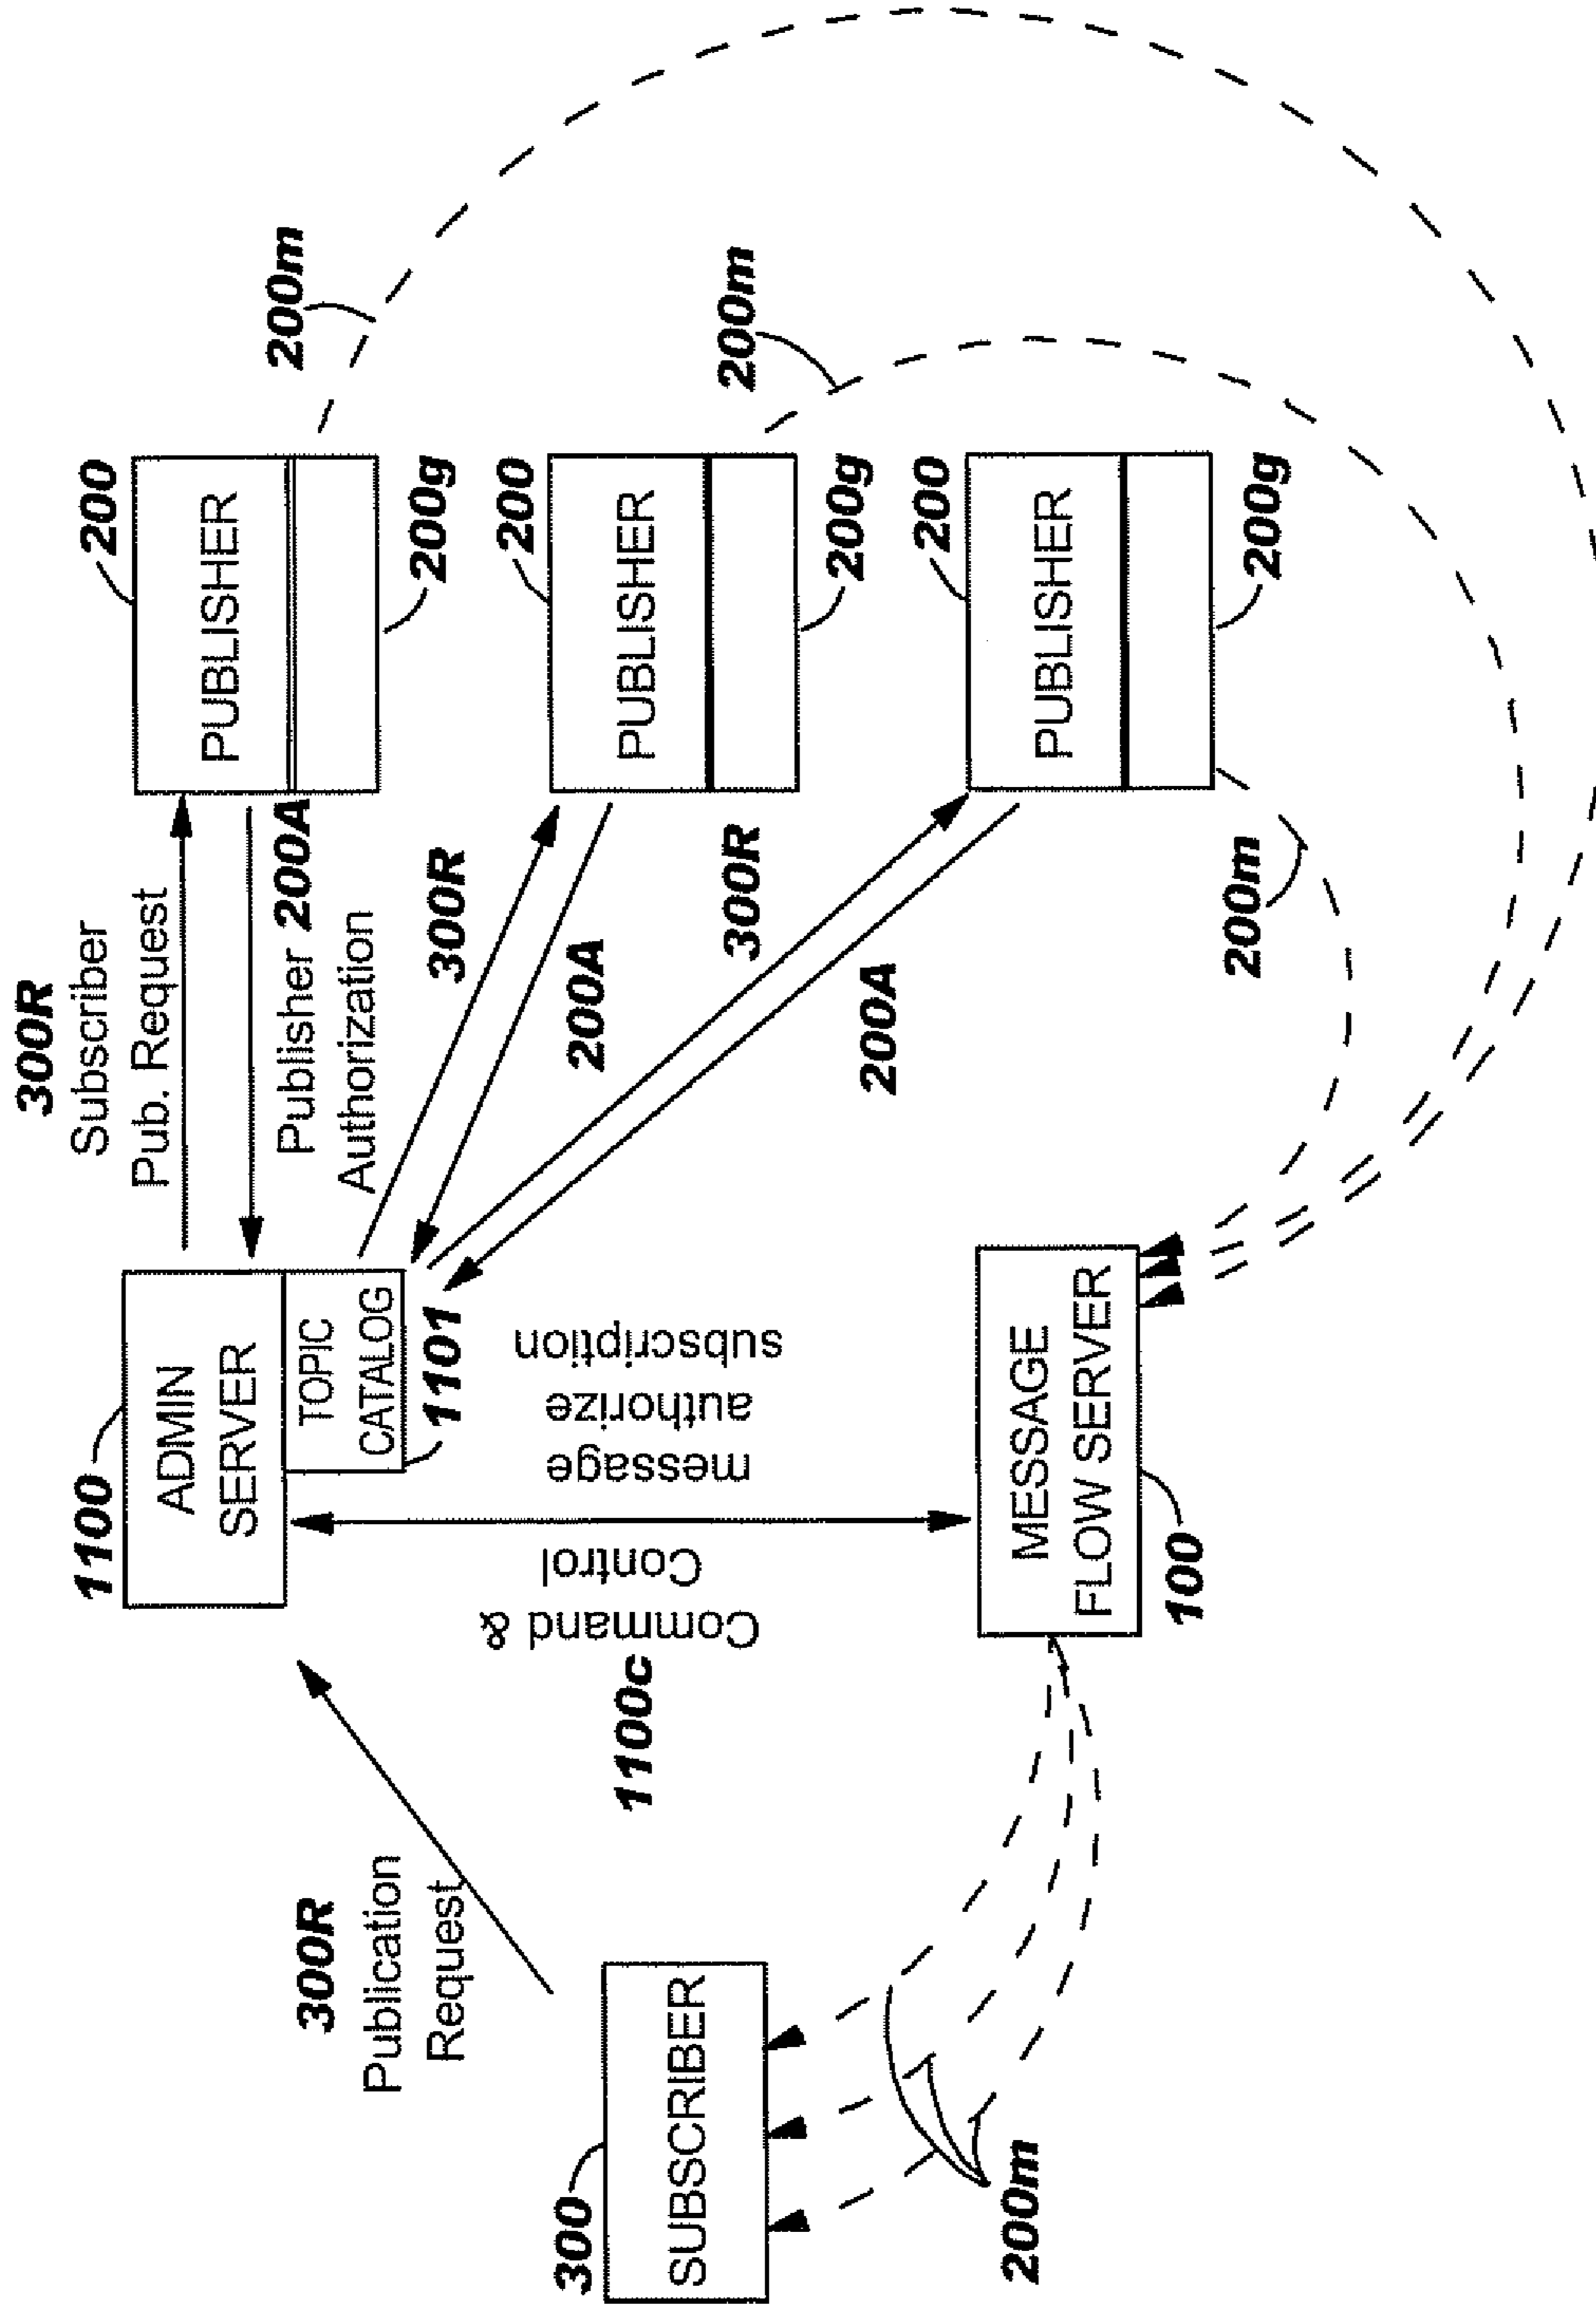 300R
Subscriber
Pub. Request
200
PUBLISHER
200g
200m
Publisher 200A
Authorization
1100
ADMIN
SERVER
TOPIC
CATALOG
1101
300R
200A
200
PUBLISHER
200g
200m
300R
200A
200
PUBLISHER
200g
200m
300R
Publication
Request
1100c
Command &
Control
message
authorize
subscription
300
SUBSCRIBER
200m
MESSAGE
FLOW SERVER
100